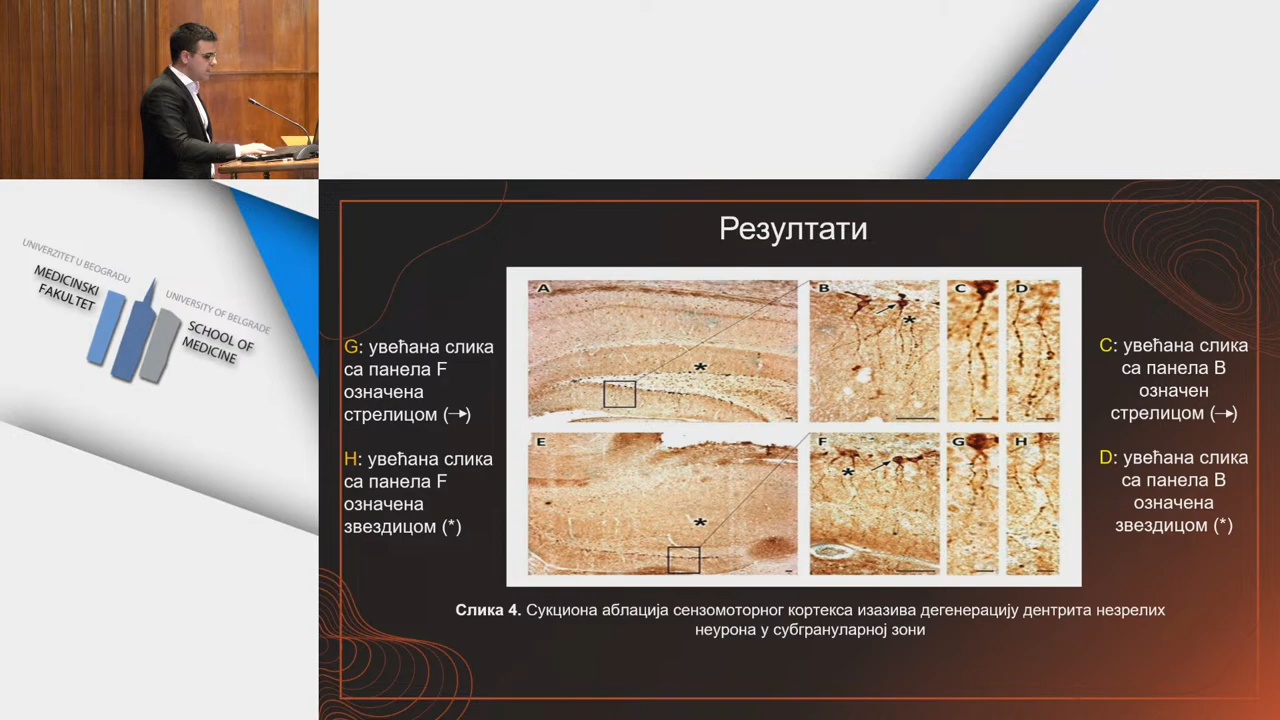 UNIVERZITET U BEOGRADU
MEDICINSKI
FAKULTET
UNIVERSITY OF BELGRADE
SCHOOL OF
MEDICINE
Резултати
G: увећана слика
са панела F
означена
стрелицом (→)
H: увећана слика
са панела F
означена
звездицом (*)
A
B
C
D
*
*
E
F
G
H
*
*
C: увећана слика
са панела B
означен
стрелицом (→)
D: увећана слика
са панела B
означена
звездицом (*)
Слика 4. Сукциона аблација сензомоторног кортекса изазива дегенерацију дентрита незрелих
неурона у субгрануларној зони